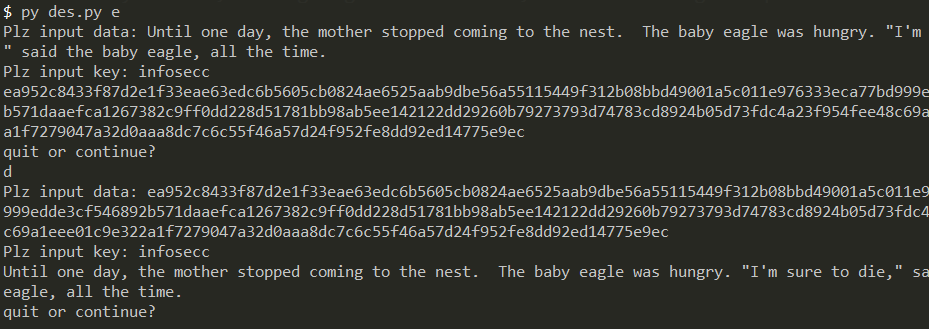 $ py des.py e
Plz input data: Until one day, the mother stopped coming to the nest.  The baby eagle was hungry. "I'm
" said the baby eagle, all the time.
Plz input key: infosecc
ea952c8433f87d2e1f33eae63edc6b5605cb0824ae6525aab9dbe56a55115449f312b08bbd49001a5c011e976333eca77bd999e
b571daaefca1267382c9ff0dd228d51781bb98ab5ee142122dd29260b79273793d74783cd8924b05d73fdc4a23f954fee48c69a
a1f7279047a32d0aaa8dc7c6c55f46a57d24f952fe8dd92ed14775e9ec
quit or continue?
d
Plz input data: ea952c8433f87d2e1f33eae63edc6b5605cb0824ae6525aab9dbe56a55115449f312b08bbd49001a5c011e9
999edde3cf546892b571daaefca1267382c9ff0dd228d51781bb98ab5ee142122dd29260b79273793d74783cd8924b05d73fdc4
c69a1eee01c9e322a1f7279047a32d0aaa8dc7c6c55f46a57d24f952fe8dd92ed14775e9ec
Plz input key: infosecc
Until one day, the mother stopped coming to the nest.  The baby eagle was hungry. "I'm sure to die," sa
eagle, all the time.
quit or continue?